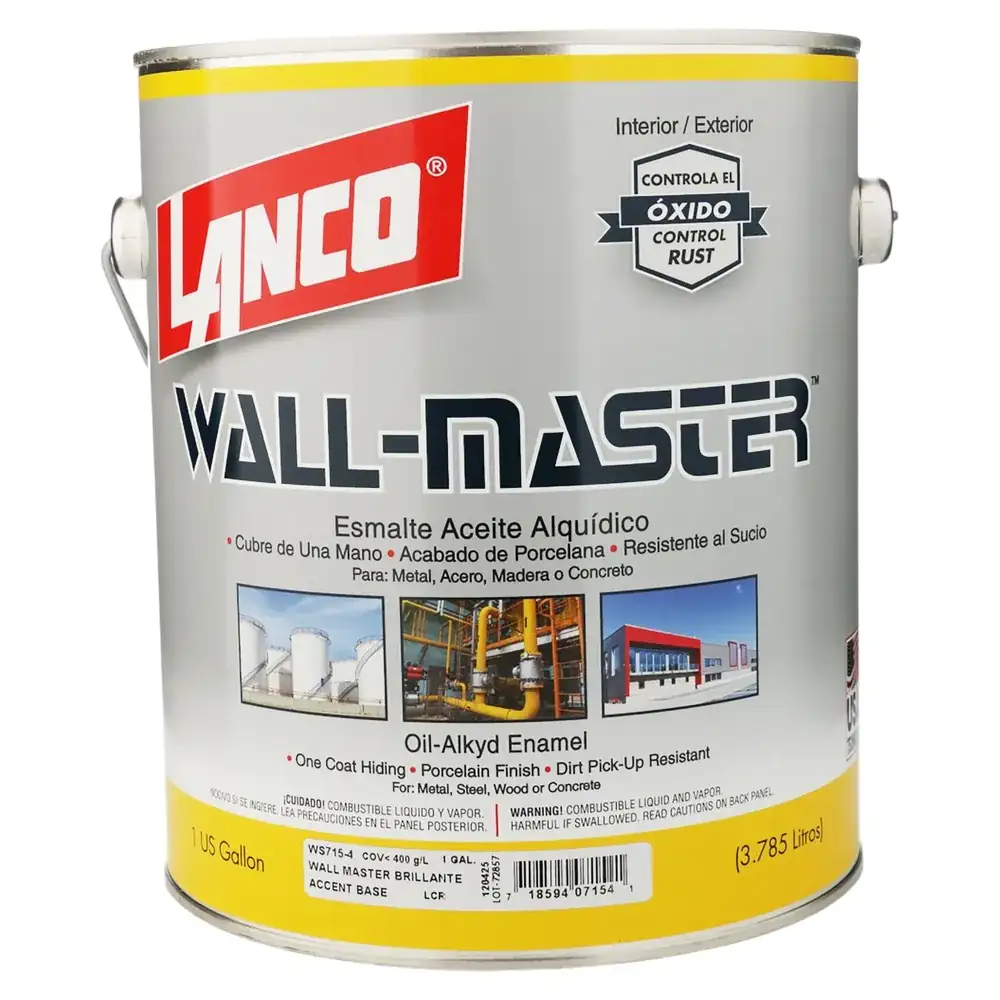 LANCO®
Interior / Exterior
CONTROLA EL
ÓXIDO
CONTROL
RUST
WALL-MASTER™
Esmalte Aceite Alquídico
• Cubre de Una Mano • Acabado de Porcelana • Resistente al Sucio
Para: Metal, Acero, Madera o Concreto
Oil-Alkyd Enamel
• One Coat Hiding • Porcelain Finish • Dirt Pick-Up Resistant
For: Metal, Steel, Wood or Concrete
¡CUIDADO! COMBUSTIBLE LIQUIDO Y VAPOR.
NOCIVO SI SE INGIERE. LEA PRECAUCIONES EN EL PANEL POSTERIOR.
WARNING! COMBUSTIBLE LIQUID AND VAPOR.
HARMFUL IF SWALLOWED. READ CAUTIONS ON BACK PANEL.
1 US Gallon
(3.785 Litros)
WS715-4 COV< 400 g/L 1 GAL.
WALL MASTER BRILLANTE
ACCENT BASE LCR
120425
LOT-72857
7 18594 07154 1